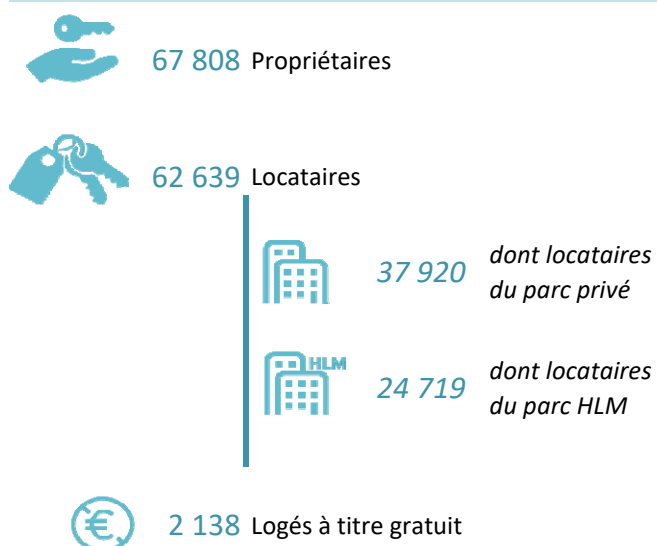 67 808 Propriétaires
62 639 Locataires
37 920 dont locataires
du parc privé
HLM
24 719 dont locataires
du parc HLM
2 138 Logés à titre gratuit